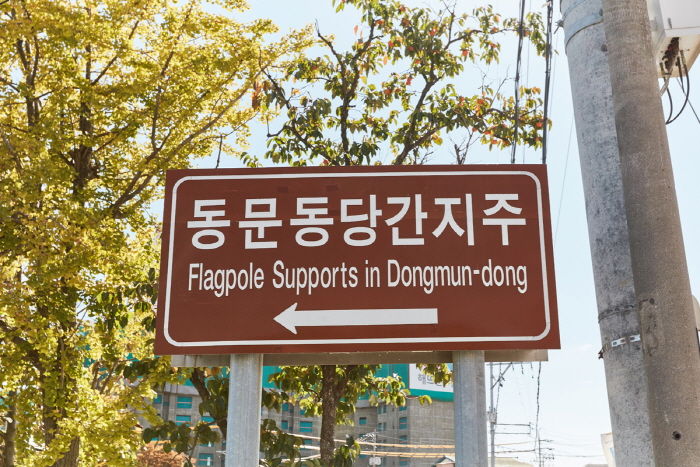 동문동당간지주
Flagpole Supports in Dongmun-dong